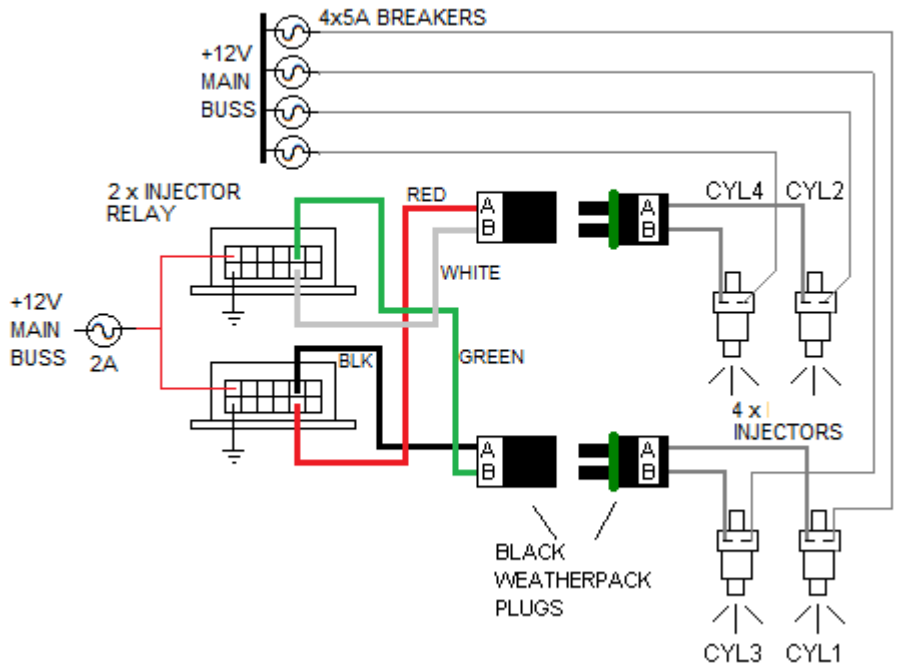 4x5A BREAKERS
+12V
MAIN
BUSS
2 x INJECTOR
RELAY
RED
A
B
A
B
CYL4
CYL2
WHITE
+12V
MAIN
BUSS
2A
BLK
GREEN
4 x
INJECTORS
A
B
A
B
BLACK
WEATHERPACK
PLUGS
CYL3
CYL1